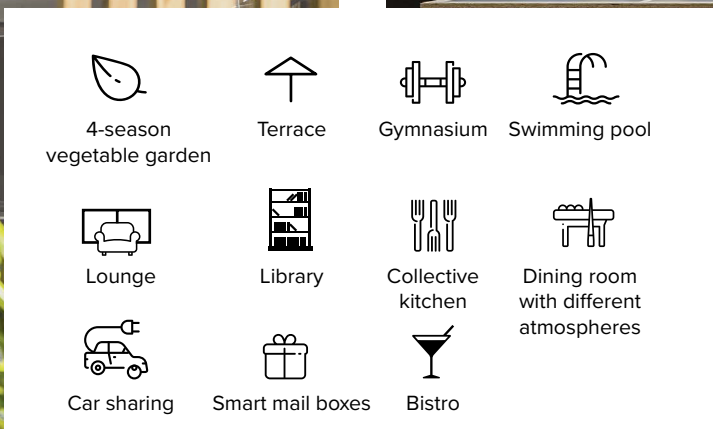 4-season
vegetable garden
Terrace
Gymnasium
Swimming pool
Lounge
Library
Collective
kitchen
Dining room
with different
atmospheres
Car sharing
Smart mail boxes
Bistro